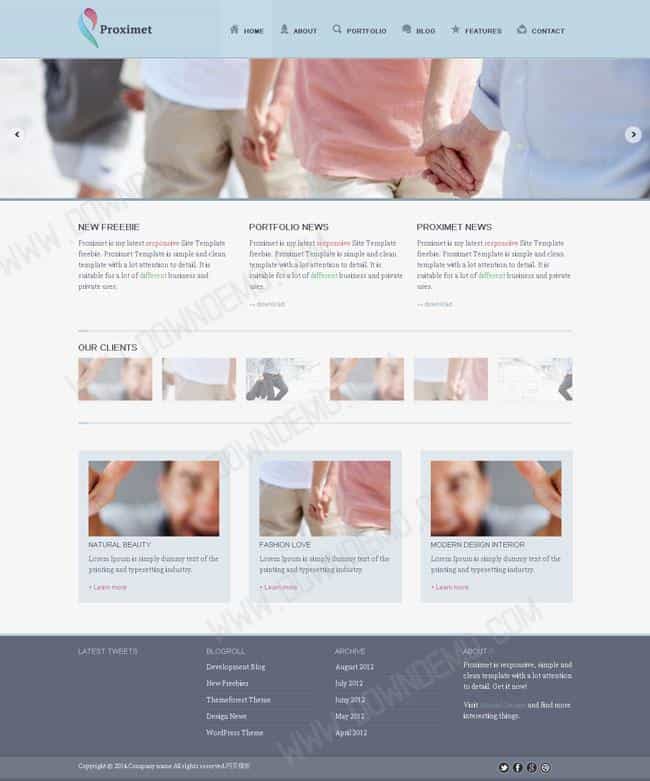 Proximet
HOME
ABOUT
PORTFOLIO
BLOG
FEATURES
CONTACT
NEW FREEBIE
Proximet is my latest responsive Site Template
freebie. Proximet Template is simple and clean
template with a lot attention to detail. It is
suitable for a lot of different business and
private uses.
PORTFOLIO NEWS
Proximet is my latest responsive Site Template
freebie. Proximet Template is simple and clean
template with a lot attention to detail. It is
suitable for a lot of different business and private
uses.
›› download
PROXIMET NEWS
Proximet is my latest responsive Site Template
freebie. Proximet Template is simple and clean
template with a lot attention to detail. It is
suitable for a lot of different business and private
uses.
›› download
OUR CLIENTS
NATURAL BEAUTY
Lorem Ipsum is simply dummy text of the
printing and typesetting industry.
+ Learn more
FASHION LOVE
Lorem Ipsum is simply dummy text of the
printing and typesetting industry.
+ Learn more
MODERN DESIGN INTERIOR
Lorem Ipsum is simply dummy text of the
printing and typesetting industry.
+ Learn more
LATEST TWEETS
BLOGROLL
Development Blog
New Freebies
Themeforest Theme
Design News
WordPress Theme
ARCHIVE
August 2012
July 2012
Juny 2012
May 2012
April 2012
ABOUT
Proximet is responsive, simple and
clean template with a lot attention
to detail. Get it now!
Visit
and find more
interesting things.
Copyright © 2014.Company name All rights reserved.网页模板
WWW.DOWNDEMO.COM